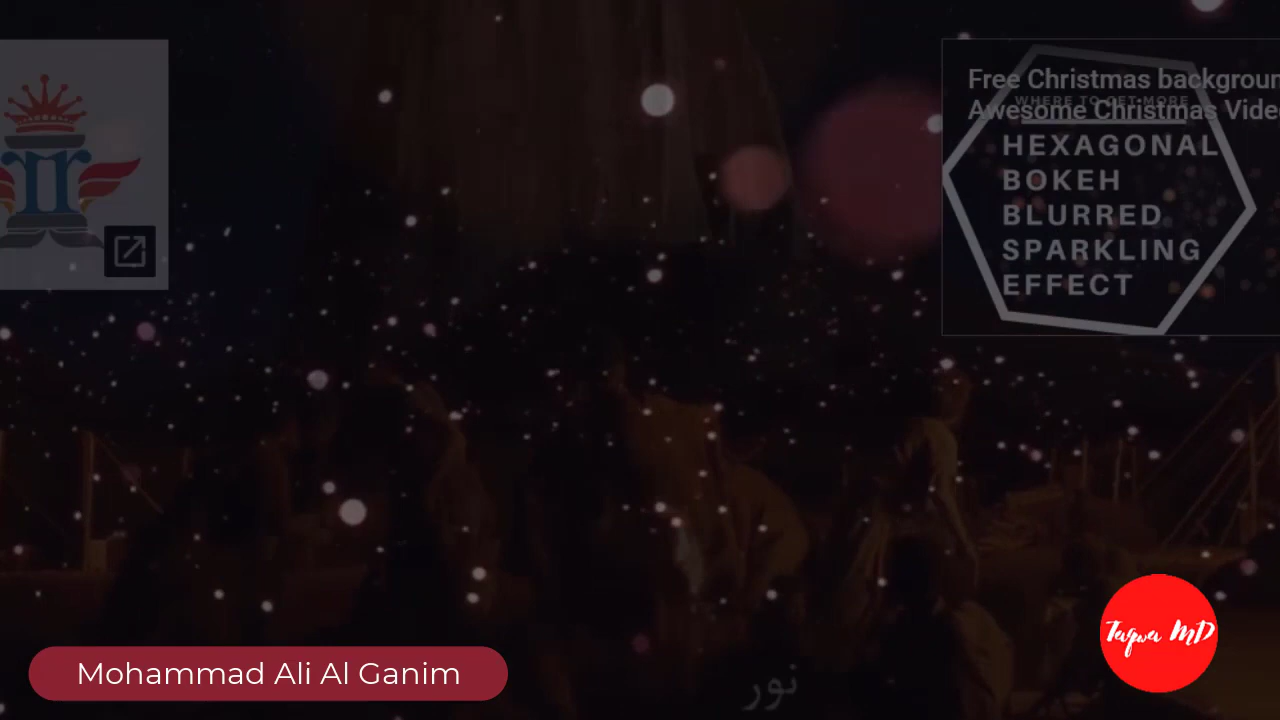 Free Christmas backgroun
Awesome Christmas Vide
WHERE TO GET MORE
HEXAGONAL
BOKEH
BLURRED
SPARKLING
EFFECT
Taqwa MD
Mohammad Ali Al Ganim
نور